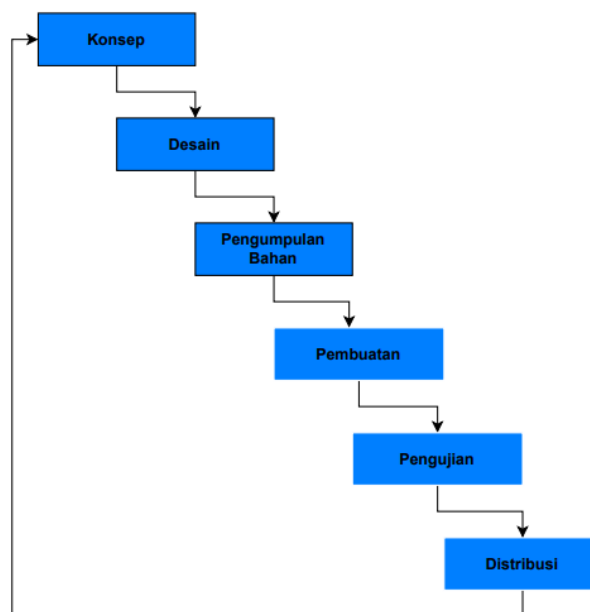 Konsep
Desain
Pengumpulan
Bahan
Pembuatan
Pengujian
Distribusi